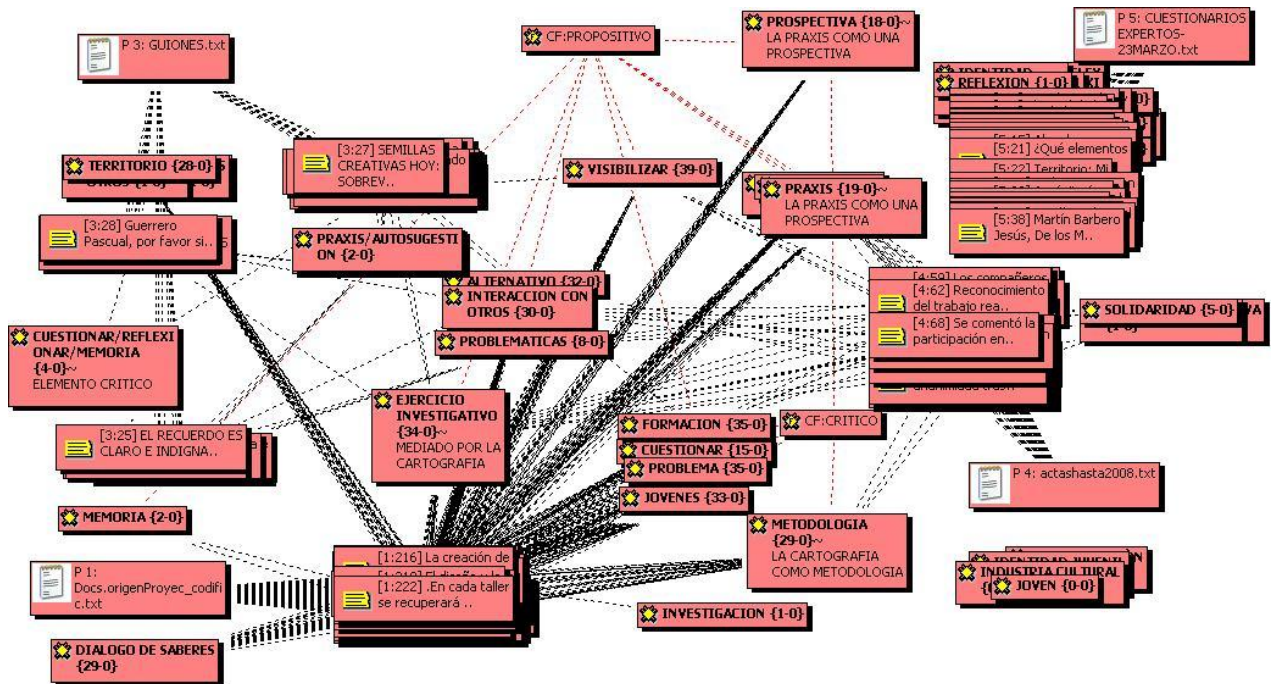 P 3: GUIONES.txt
CF:PROPOSITIVO
PROSPECTIVA {18-0}~
LA PRAXIS COMO UNA
PROSPECTIVA
P 5: CUESTIONARIOS
EXPERTOS-
23MARZO.txt
REFLEXION {1-0}
[3:27] SEMILLAS
CREATIVAS HOY:
SOBREV..
[5:21] ¿Qué elementos
[5:22] Territorio: Mi
[5:38] Martín Barbero
Jesús, De los M..
TERRITORIO {28-0}
VISIBILIZAR {39-0}
PRAXIS {19-0}~
LA PRAXIS COMO UNA
PROSPECTIVA
[3:28] Guerrero
Pascual, por favor si..
PRAXIS/AUTOSUGESTI
ON {2-0}
ALTERNATIVO {32-0}
INTERACCION CON
OTROS {30-0}
PROBLEMATICAS {8-0}
[4:59] Los compañeros
[4:62] Reconocimiento
del trabajo rea..
[4:68] Se comentó la
participación en..
SOLIDARIDAD {5-0}
CUESTIONAR/REFLEXI
ONAR/MEMORIA
{4-0}~
ELEMENTO CRITICO
EJERCICIO
INVESTIGATIVO
{34-0}~
MEDIADO POR LA
CARTOGRAFIA
FORMACION {35-0}
CF:CRITICO
CUESTIONAR {15-0}
PROBLEMA {35-0}
JOVENES {33-0}
[3:25] EL RECUERDO ES
CLARO E INDIGNA..
P 4: actashasta2008.txt
MEMORIA {2-0}
METODOLOGIA
{29-0}~
LA CARTOGRAFIA
COMO METODOLOGIA
[1:216] La creación de
[1:222] .En cada taller
se recuperará ..
P 1:
Docs.origenProyec_codifi
c.txt
IDENTIDAD JUVENIL
INDUSTRIA CULTURAL
JOVEN {0-0}
INVESTIGACION {1-0}
DIALOGO DE SABERES
{29-0}